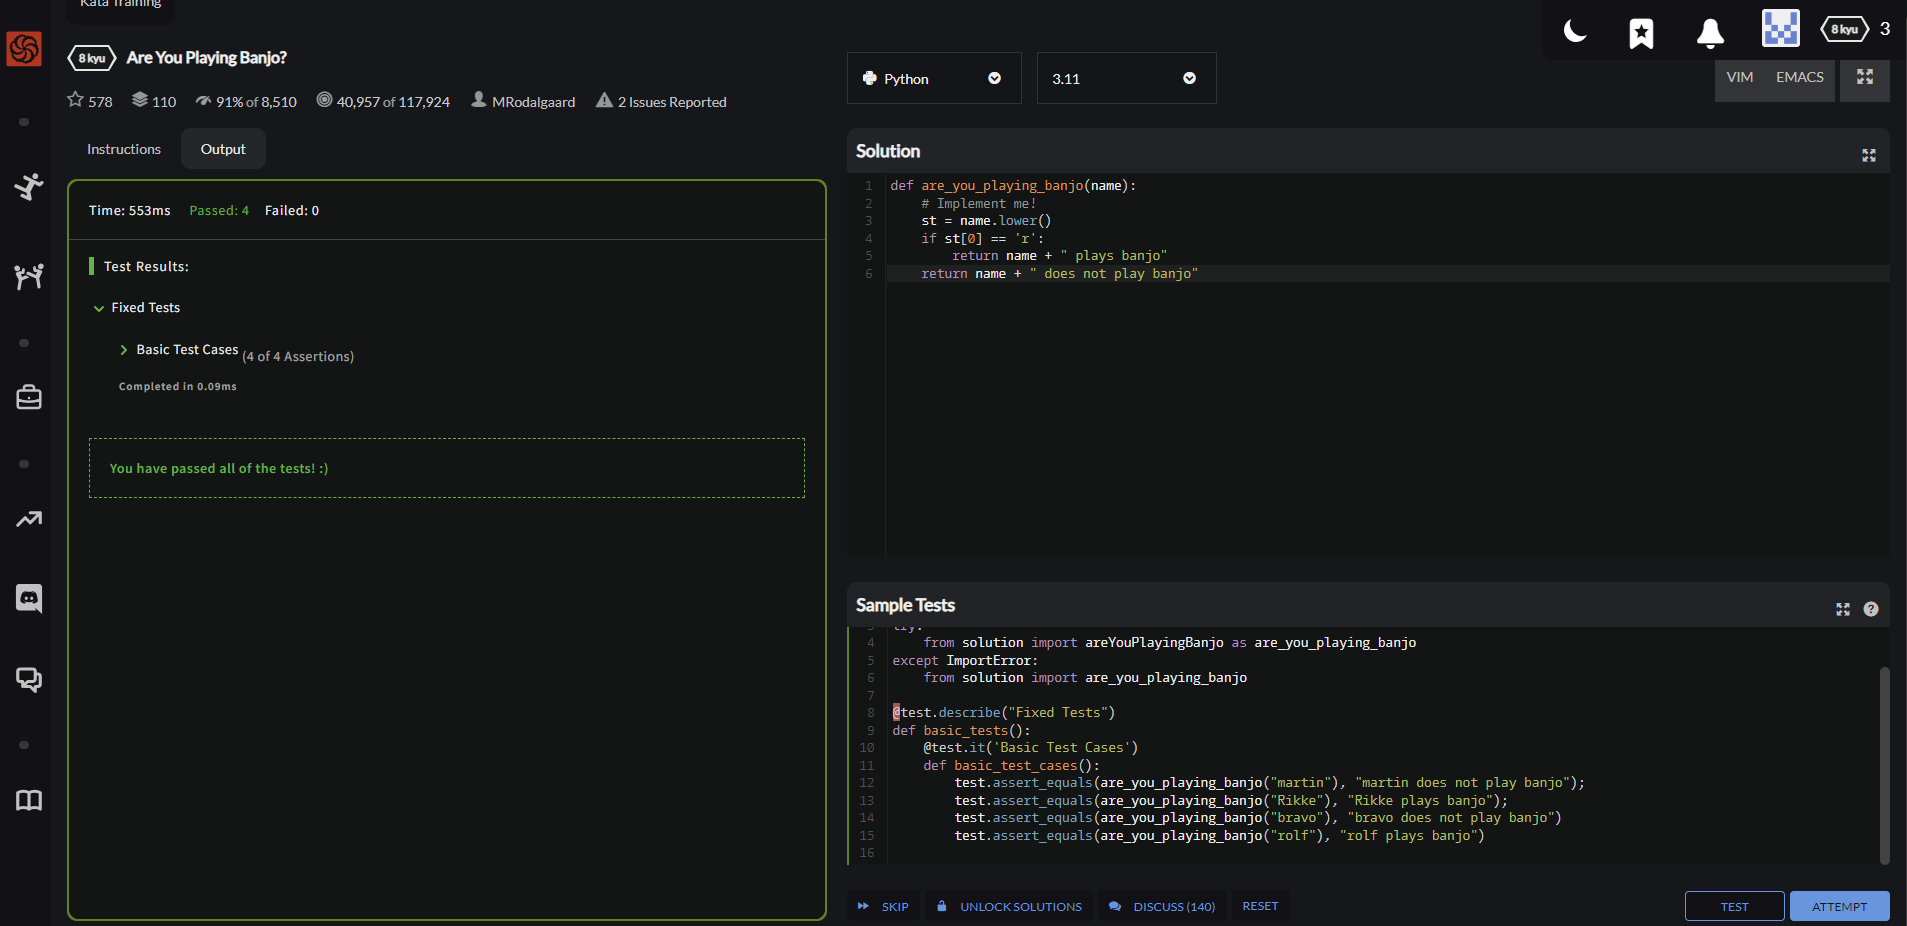 Kata Training
8 kyu Are You Playing Banjo?
578 110 91% of 8,510 40,957 of 117,924 MRodalgaard 2 Issues Reported
Instructions Output
Time: 553ms Passed: 4 Failed: 0
Test Results:
Fixed Tests
Basic Test Cases (4 of 4 Assertions)
Completed in 0.09ms
You have passed all of the tests! :)
8 kyu 3
Python 3.11
VIM EMACS
Solution
1 def are_you_playing_banjo(name):
2 # Implement me!
3 st = name.lower()
4 if st[0] == 'r':
5 return name + " plays banjo"
6 return name + " does not play banjo"
Sample Tests
3 try:
4 from solution import areYouPlayingBanjo as are_you_playing_banjo
5 except ImportError:
6 from solution import are_you_playing_banjo
7
8 @test.describe("Fixed Tests")
9 def basic_tests():
10 @test.it('Basic Test Cases')
11 def basic_test_cases():
12 test.assert_equals(are_you_playing_banjo("martin"), "martin does not play banjo");
13 test.assert_equals(are_you_playing_banjo("Rikke"), "Rikke plays banjo");
14 test.assert_equals(are_you_playing_banjo("bravo"), "bravo does not play banjo")
15 test.assert_equals(are_you_playing_banjo("rolf"), "rolf plays banjo")
16
SKIP UNLOCK SOLUTIONS DISCUSS (140) RESET TEST ATTEMPT